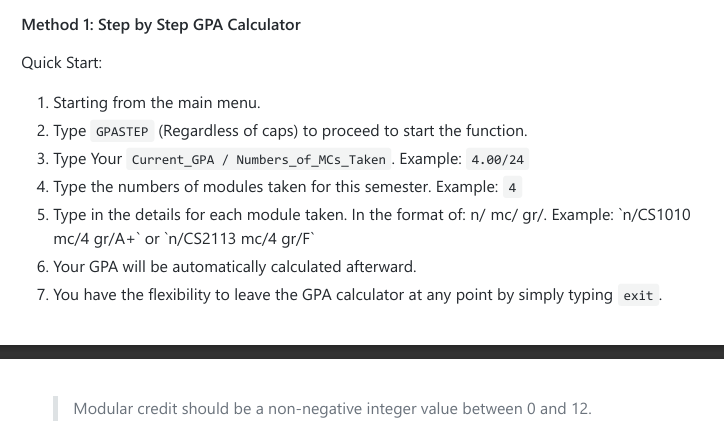 Method 1: Step by Step GPA Calculator
Quick Start:
1. Starting from the main menu.
2. Type GPASTEP (Regardless of caps) to proceed to start the function.
3. Type Your Current_GPA / Numbers_of_MCs_Taken . Example: 4.00/24
4. Type the numbers of modules taken for this semester. Example: 4
5. Type in the details for each module taken. In the format of: n/ mc/ gr/. Example: `n/CS1010
mc/4 gr/A+` or `n/CS2113 mc/4 gr/F`
6. Your GPA will be automatically calculated afterward.
7. You have the flexibility to leave the GPA calculator at any point by simply typing exit .
Modular credit should be a non-negative integer value between 0 and 12.